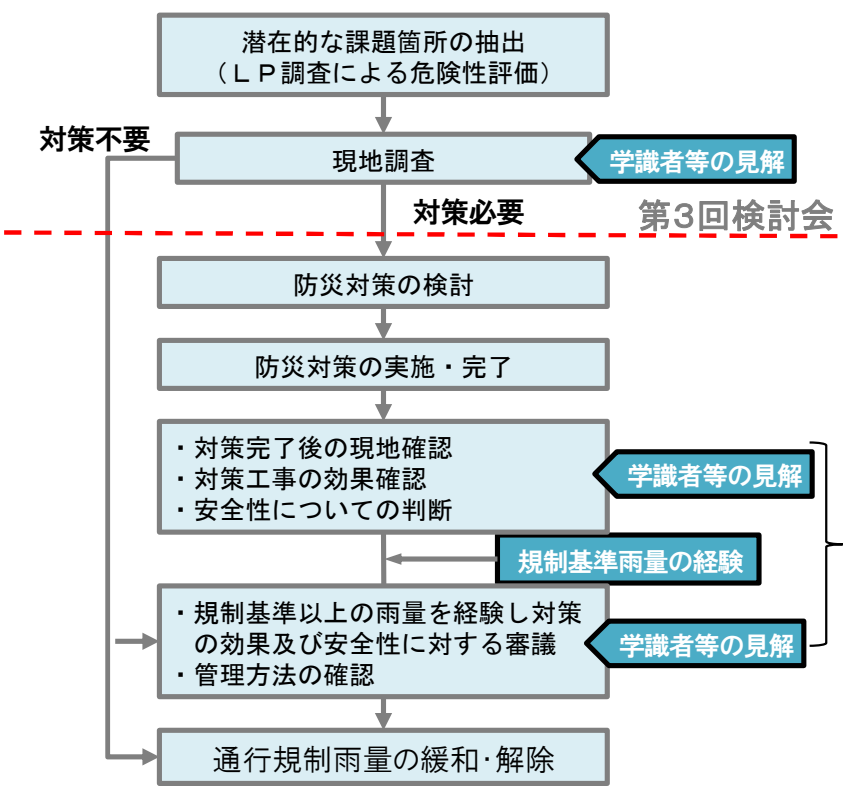 潜在的な課題箇所の抽出
（ＬＰ調査による危険性評価）
対策不要
現地調査
学識者等の見解
対策必要
第3回検討会
防災対策の検討
防災対策の実施・完了
・対策完了後の現地確認
・対策工事の効果確認
・安全性についての判断
学識者等の見解
規制基準雨量の経験
・規制基準以上の雨量を経験し対策
の効果及び安全性に対する審議
・管理方法の確認
学識者等の見解
通行規制雨量の緩和･解除